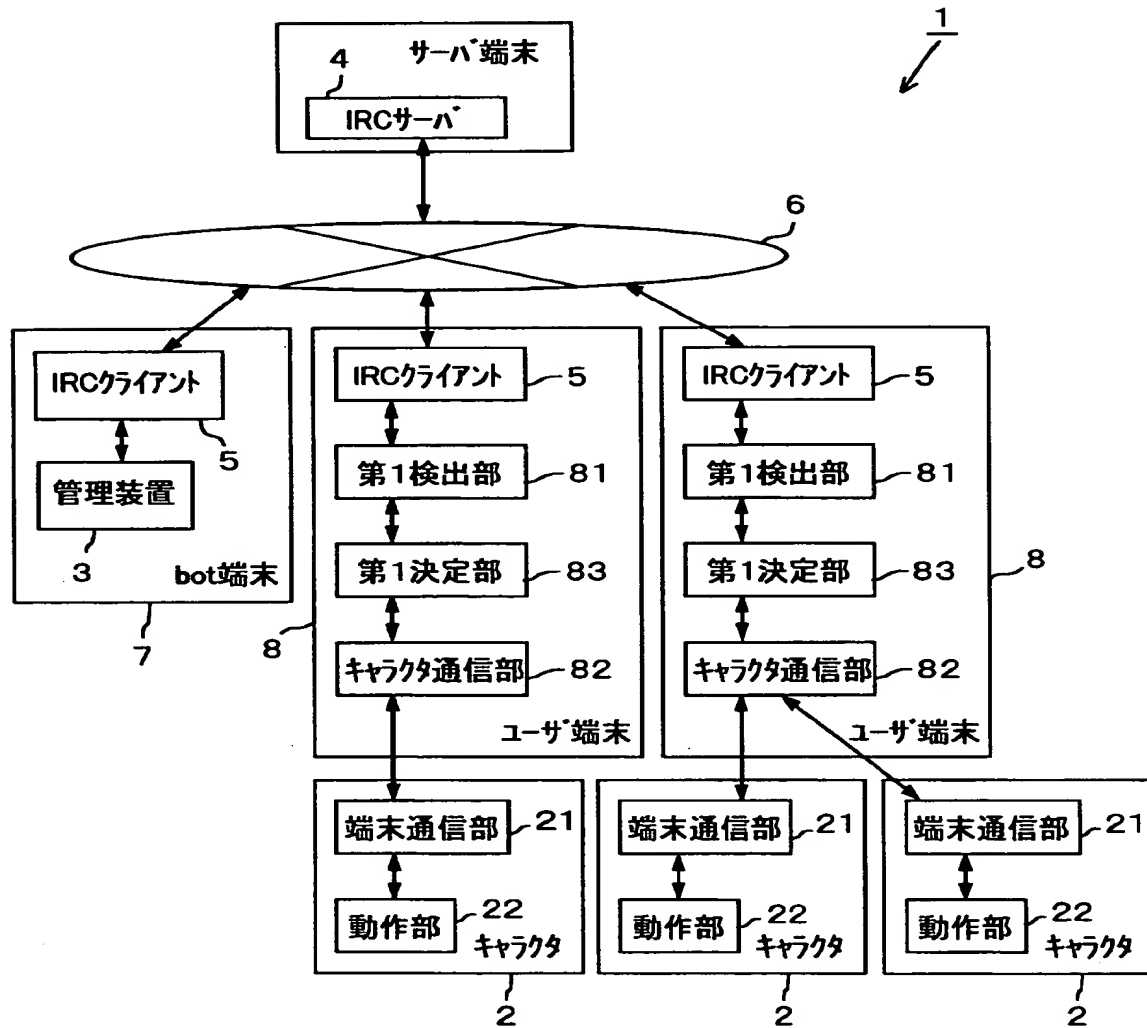 1
サーバ端末
4
IRCサーバ
6
IRCクライアント
5
管理装置
3
bot端末
7
IRCクライアント
5
第1検出部
81
第1決定部
83
キャラクタ通信部
82
ユーザ端末
8
IRCクライアント
5
第1検出部
81
第1決定部
83
キャラクタ通信部
82
ユーザ端末
8
端末通信部
21
動作部
22
キャラクタ
2
端末通信部
21
動作部
22
キャラクタ
2
端末通信部
21
動作部
22
キャラクタ
2